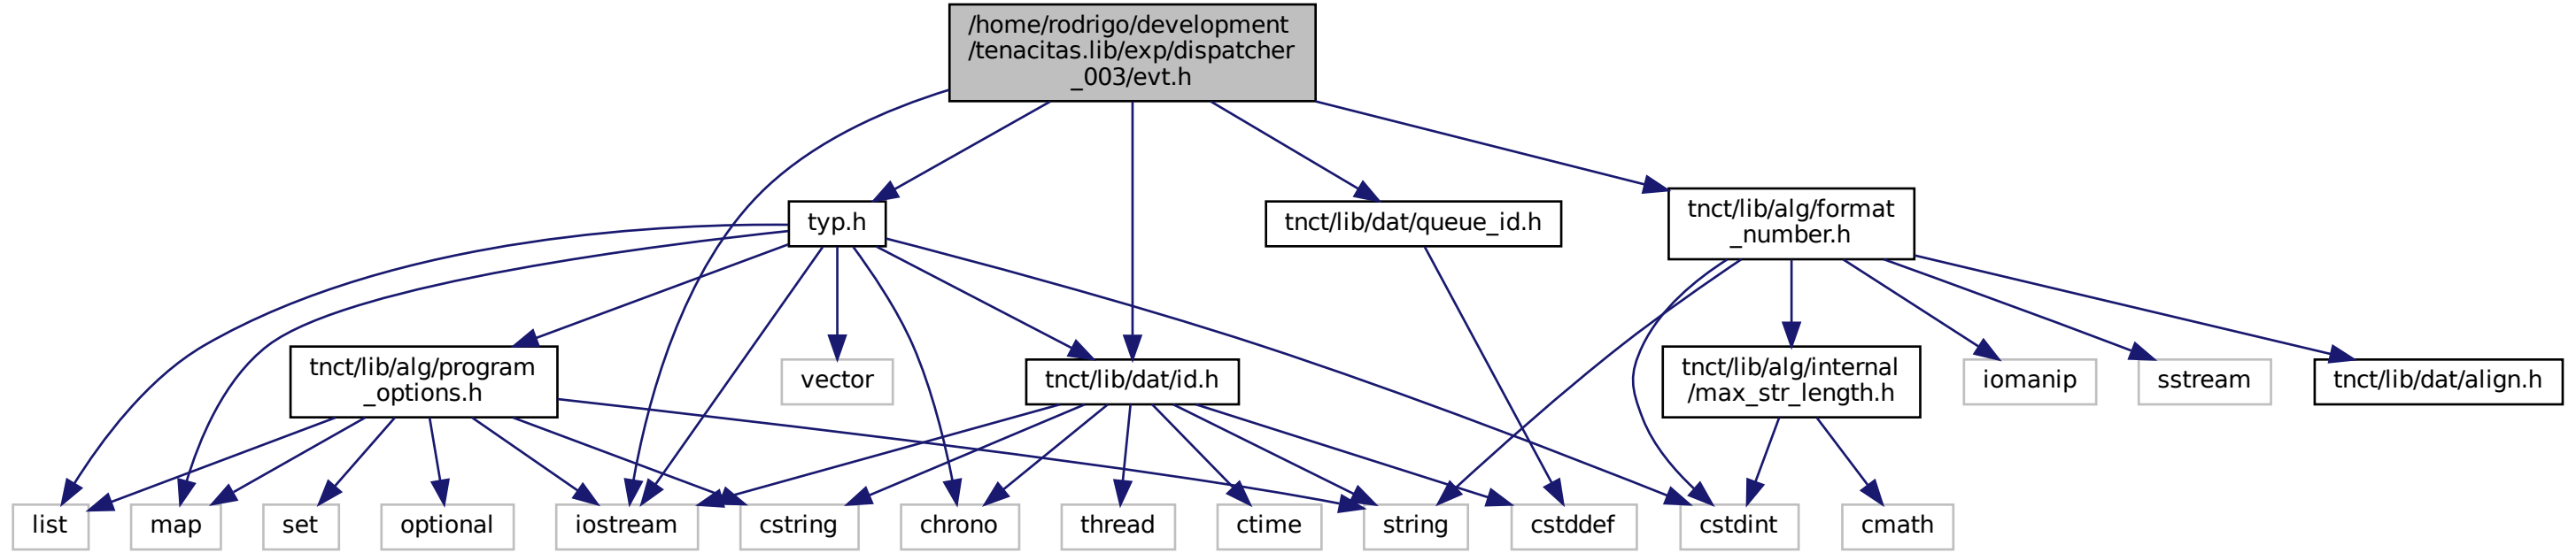 /home/rodrigo/development
/tenacitas.lib/exp/dispatcher
_003/evt.h
typ.h
tnct/lib/dat/queue_id.h
tnct/lib/alg/format
_number.h
tnct/lib/alg/program
_options.h
vector
tnct/lib/dat/id.h
tnct/lib/alg/internal
/max_str_length.h
iomanip
sstream
tnct/lib/dat/align.h
list
map
set
optional
iostream
cstring
chrono
thread
ctime
string
cstddef
cstdint
cmath